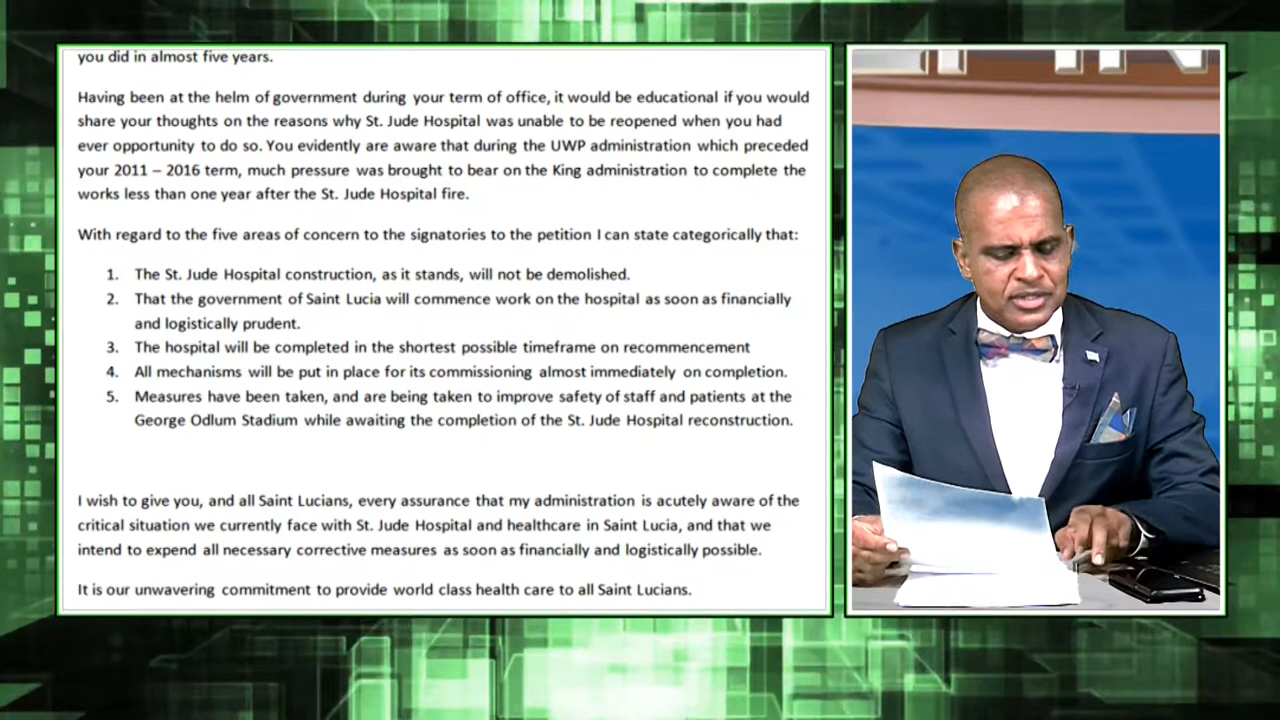 you did in almost five years.
Having been at the helm of government during your term of office, it would be educational if you would
share your thoughts on the reasons why St. Jude Hospital was unable to be reopened when you had
ever opportunity to do so. You evidently are aware that during the UWP administration which preceded
your 2011 – 2016 term, much pressure was brought to bear on the King administration to complete the
works less than one year after the St. Jude Hospital fire.
With regard to the five areas of concern to the signatories to the petition I can state categorically that:
1. The St. Jude Hospital construction, as it stands, will not be demolished.
2. That the government of Saint Lucia will commence work on the hospital as soon as financially
and logistically prudent.
3. The hospital will be completed in the shortest possible timeframe on recommencement
4. All mechanisms will be put in place for its commissioning almost immediately on completion.
5. Measures have been taken, and are being taken to improve safety of staff and patients at the
George Odlum Stadium while awaiting the completion of the St. Jude Hospital reconstruction.
I wish to give you, and all Saint Lucians, every assurance that my administration is acutely aware of the
critical situation we currently face with St. Jude Hospital and healthcare in Saint Lucia, and that we
intend to expend all necessary corrective measures as soon as financially and logistically possible.
It is our unwavering commitment to provide world class health care to all Saint Lucians.